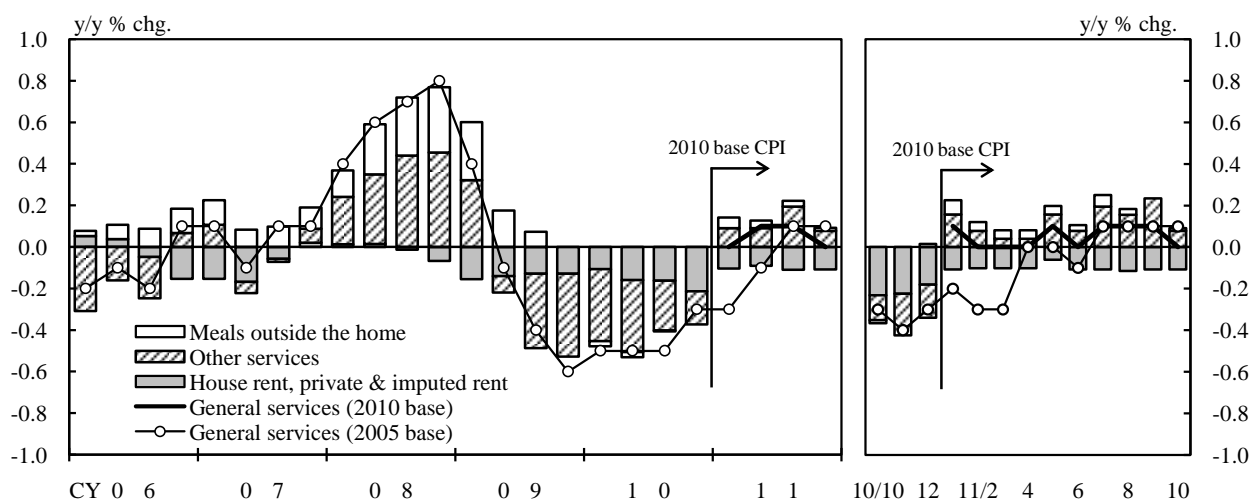 y/y % chg.
y/y % chg.
1.0
0.8
0.6
0.4
0.2
0.0
-0.2
-0.4
-0.6
-0.8
-1.0
2010 base CPI
2010 base CPI
Meals outside the home
Other services
House rent, private & imputed rent
General services (2010 base)
General services (2005 base)
1.0
0.8
0.6
0.4
0.2
0.0
-0.2
-0.4
-0.6
-0.8
-1.0
CY 0 6 0 7 0 8 0 9 1 0 1 1
10/10 12 11/2 4 6 8 10